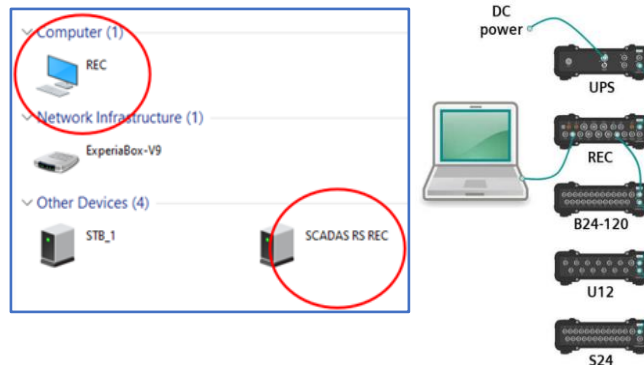 Computer (1)
REC
Network Infrastructure (1)
ExperiaBox-V9
Other Devices (4)
STB_1
SCADAS RS REC
DC
power
UPS
REC
B24-120
U12
S24